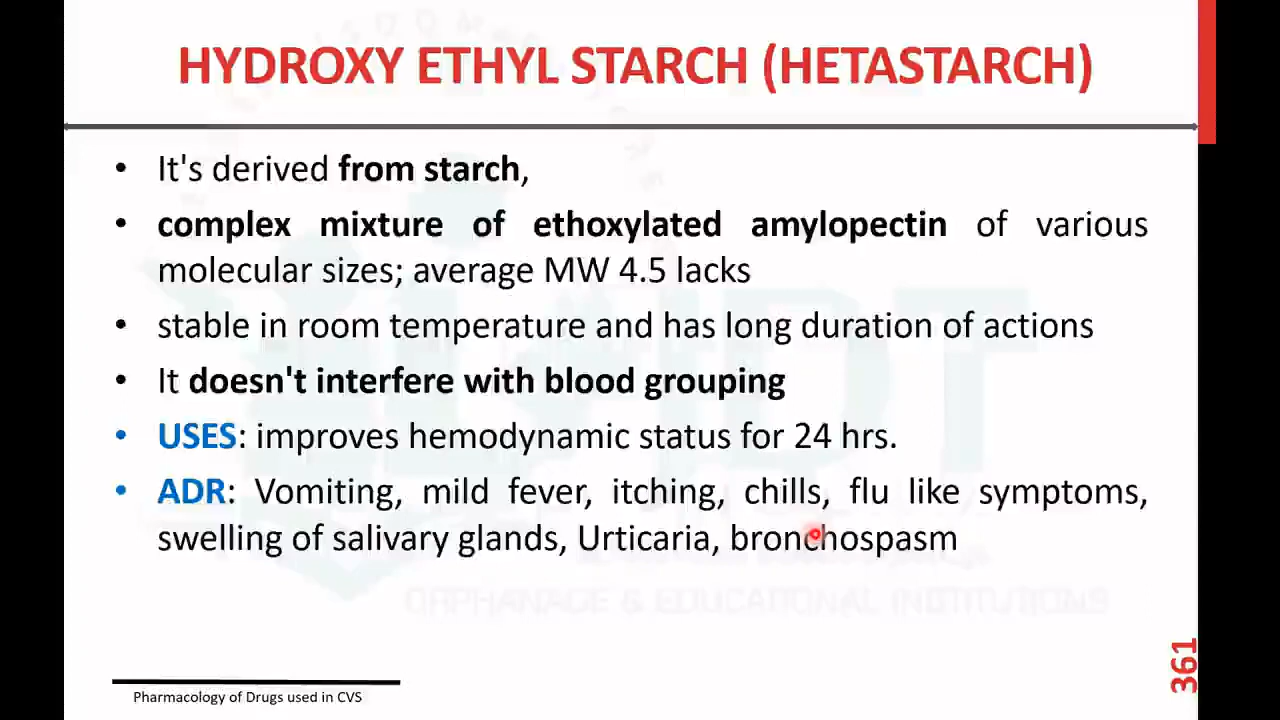 HYDROXY ETHYL STARCH (HETASTARCH)
• It's derived from starch,
• complex mixture of ethoxylated amylopectin of various
molecular sizes; average MW 4.5 lacks
• stable in room temperature and has long duration of actions
• It doesn't interfere with blood grouping
• USES: improves hemodynamic status for 24 hrs.
• ADR: Vomiting, mild fever, itching, chills, flu like symptoms,
swelling of salivary glands, Urticaria, bronchospasm
ORPHANAGE & EDUCATIONAL INSTITUTIONS
361
Pharmacology of Drugs used in CVS